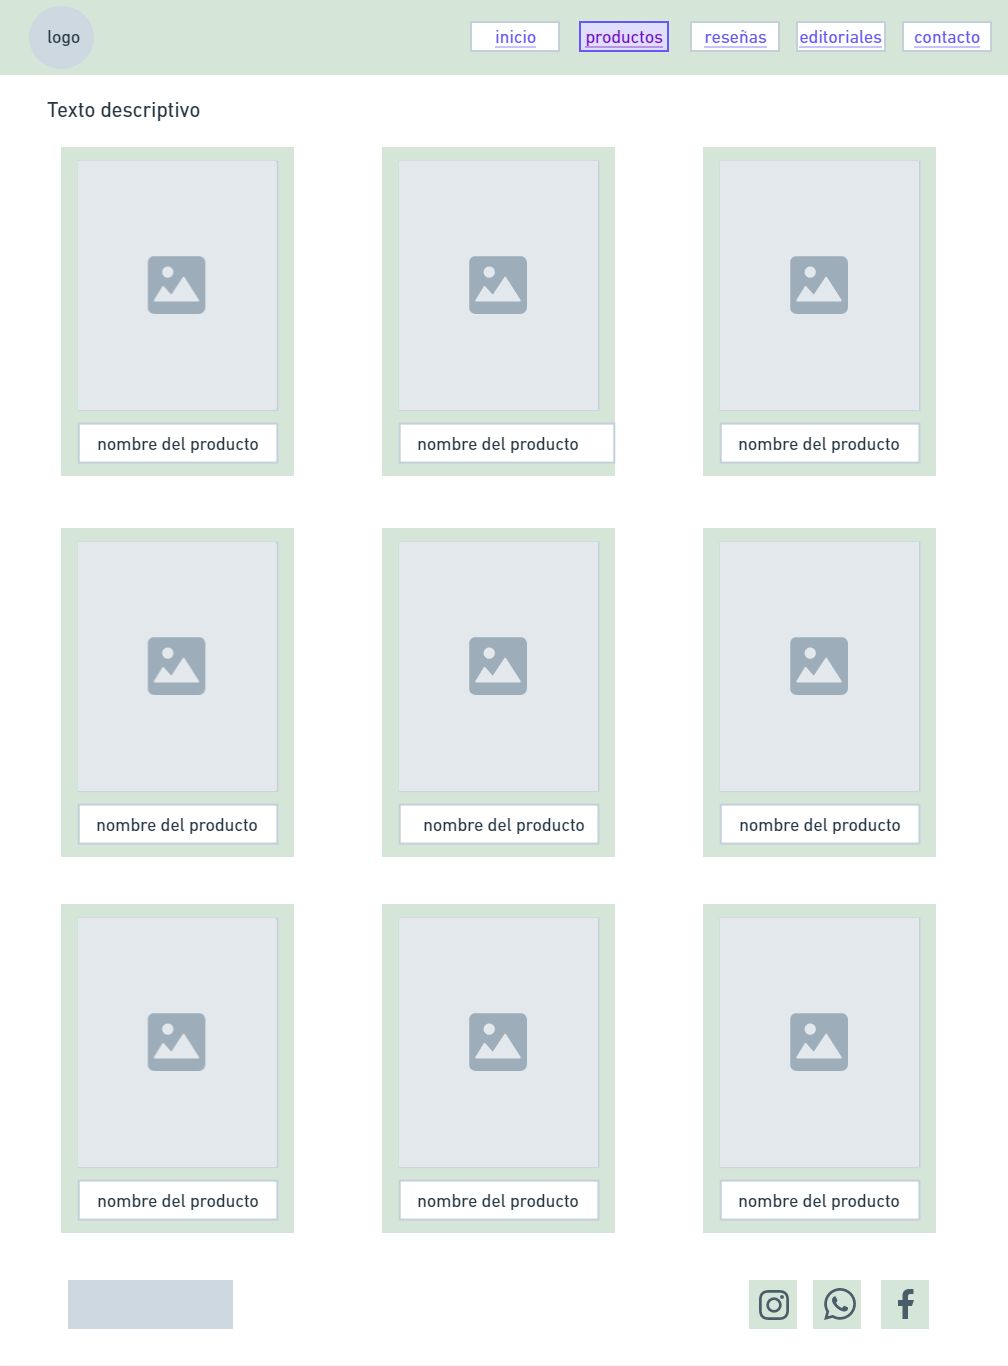 logo
inicio
productos
reseñas
editoriales
contacto
Texto descriptivo
nombre del producto
nombre del producto
nombre del producto
nombre del producto
nombre del producto
nombre del producto
nombre del producto
nombre del producto
nombre del producto